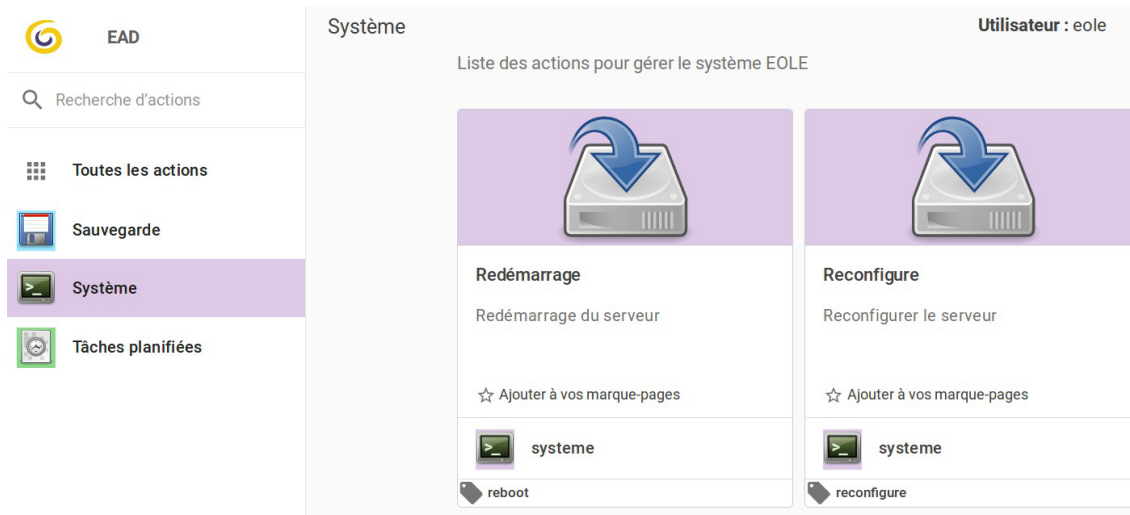 EAD
Recherche d'actions
Toutes les actions
Sauvegarde
Système
Tâches planifiées
Système
Utilisateur : eole
Liste des actions pour gérer le système EOLE
Redémarrage
Redémarrage du serveur
Ajouter à vos marque-pages
systeme
reboot
Reconfigure
Reconfigurer le serveur
Ajouter à vos marque-pages
systeme
reconfigure